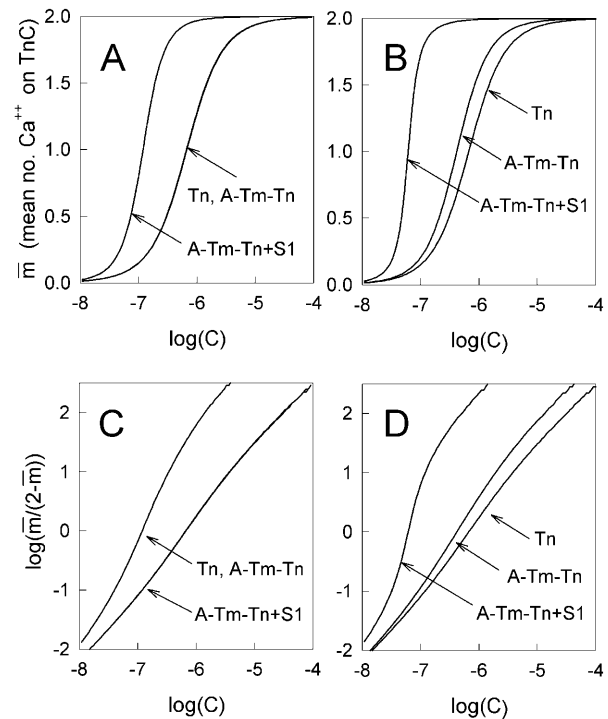 A
m̅ (mean no. Ca++ on TnC)
2.0
1.5
1.0
0.5
0.0
Tn, A-Tm-Tn
A-Tm-Tn+S1
-8 -7 -6 -5 -4
log(C)
B
2.0
1.5
1.0
0.5
0.0
Tn
A-Tm-Tn
A-Tm-Tn+S1
-8 -7 -6 -5 -4
log(C)
C
log(m̅/(2-m̅))
2
1
0
-1
-2
Tn, A-Tm-Tn
A-Tm-Tn+S1
-8 -7 -6 -5 -4
log(C)
D
2
1
0
-1
-2
Tn
A-Tm-Tn
A-Tm-Tn+S1
-8 -7 -6 -5 -4
log(C)